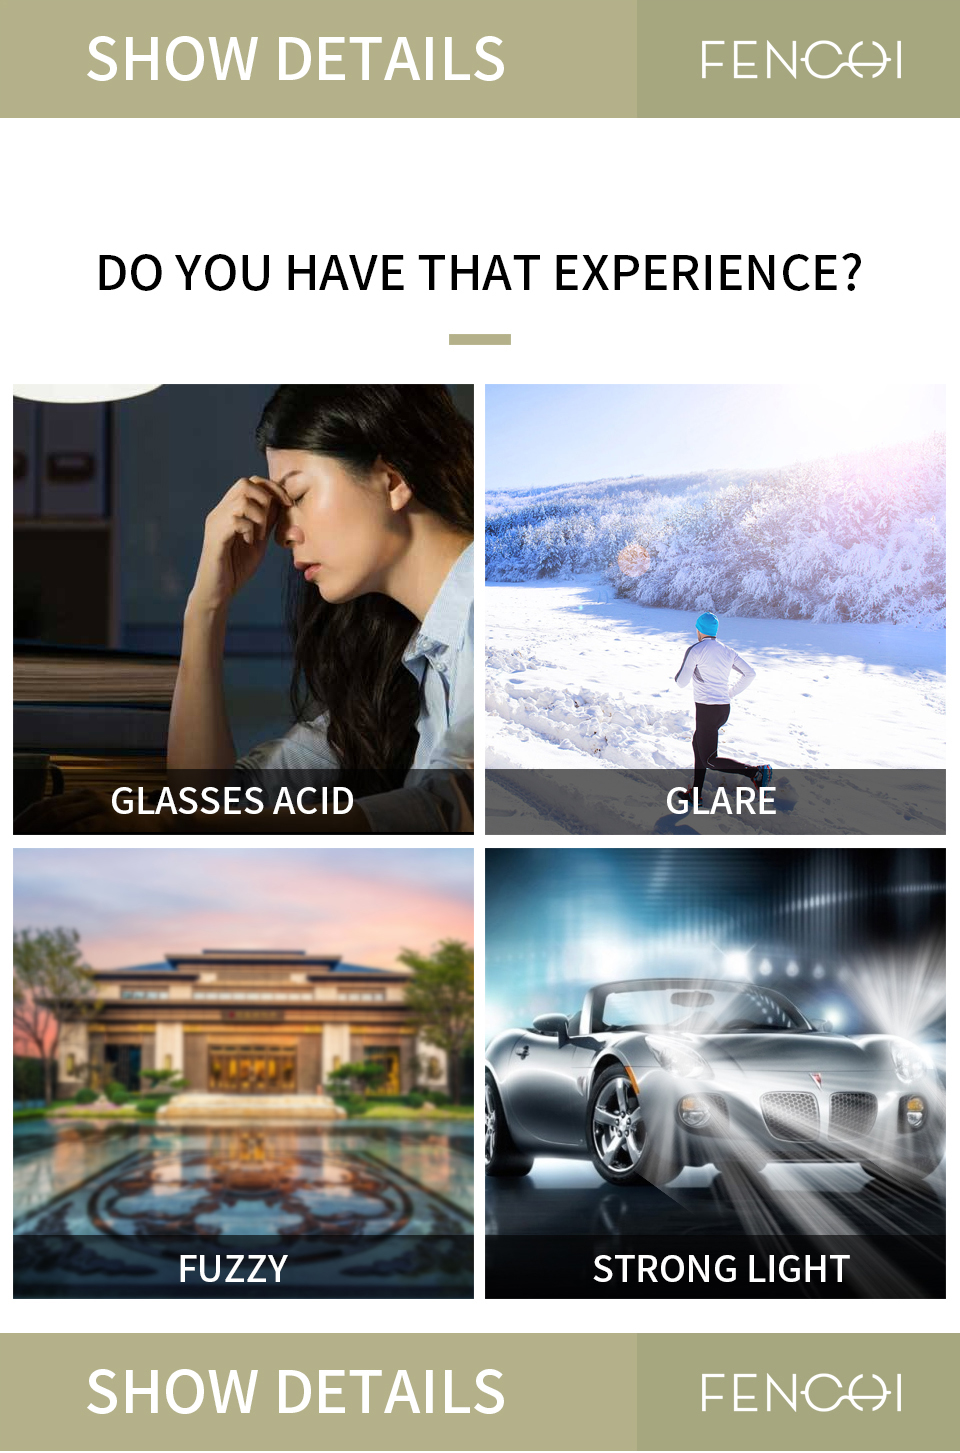 SHOW DETAILS
FENCHI
DO YOU HAVE THAT EXPERIENCE?
GLASSES ACID
GLARE
FUZZY
STRONG LIGHT
SHOW DETAILS
FENCHI